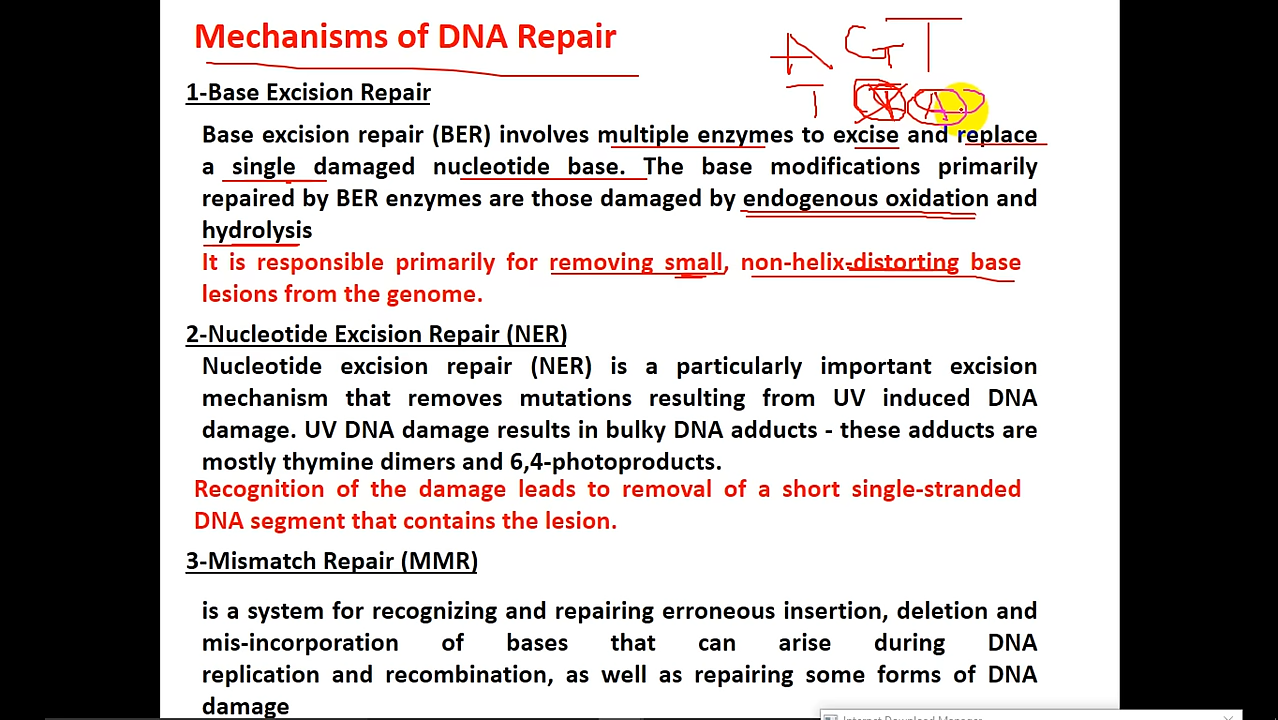 Mechanisms of DNA Repair
A G T
T A
1-Base Excision Repair
Base excision repair (BER) involves multiple enzymes to excise and replace
a single damaged nucleotide base. The base modifications primarily
repaired by BER enzymes are those damaged by endogenous oxidation and
hydrolysis
It is responsible primarily for removing small, non-helix-distorting base
lesions from the genome.
2-Nucleotide Excision Repair (NER)
Nucleotide excision repair (NER) is a particularly important excision
mechanism that removes mutations resulting from UV induced DNA
damage. UV DNA damage results in bulky DNA adducts - these adducts are
mostly thymine dimers and 6,4-photoproducts.
Recognition of the damage leads to removal of a short single-stranded
DNA segment that contains the lesion.
3-Mismatch Repair (MMR)
is a system for recognizing and repairing erroneous insertion, deletion and
mis-incorporation of bases that can arise during DNA
replication and recombination, as well as repairing some forms of DNA
damage
Internet Download Manager